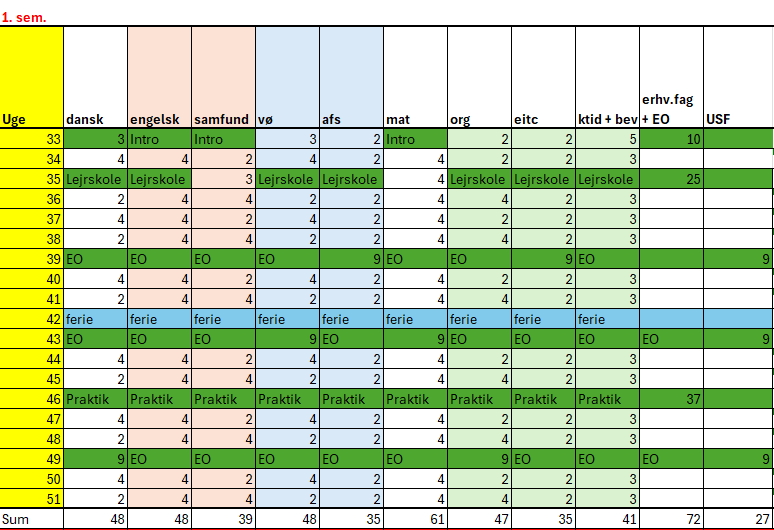 1. sem.
erhv.fag
Uge dansk engelsk samfund vø afs mat org eitc ktid + bev + EO USF
33 3 Intro Intro 3 2 Intro 2 2 5 10
34 4 4 2 4 2 4 2 2 3
35 Lejrskole Lejrskole 3 Lejrskole Lejrskole 4 Lejrskole Lejrskole Lejrskole 25
36 2 4 4 2 2 4 4 2 3
37 4 4 2 4 2 4 2 2 3
38 2 4 4 2 2 4 4 2 3
39 EO EO EO EO 9 EO EO 9 EO 9
40 4 4 2 4 2 4 2 2 3
41 2 4 4 2 2 4 4 2 3
42 ferie ferie ferie ferie ferie ferie ferie ferie ferie
43 EO EO EO 9 EO 9 EO EO EO EO 9
44 4 4 2 4 2 4 2 2 3
45 2 4 4 2 2 4 4 2 3
46 Praktik Praktik Praktik Praktik Praktik Praktik Praktik Praktik Praktik 37
47 4 4 2 4 2 4 2 2 3
48 2 4 4 2 2 4 4 2 3
49 9 EO EO EO EO EO 9 EO EO EO 9
50 4 4 2 4 2 4 2 2 3
51 2 4 4 2 2 4 4 2 3
Sum 48 48 39 48 35 61 47 35 41 72 27